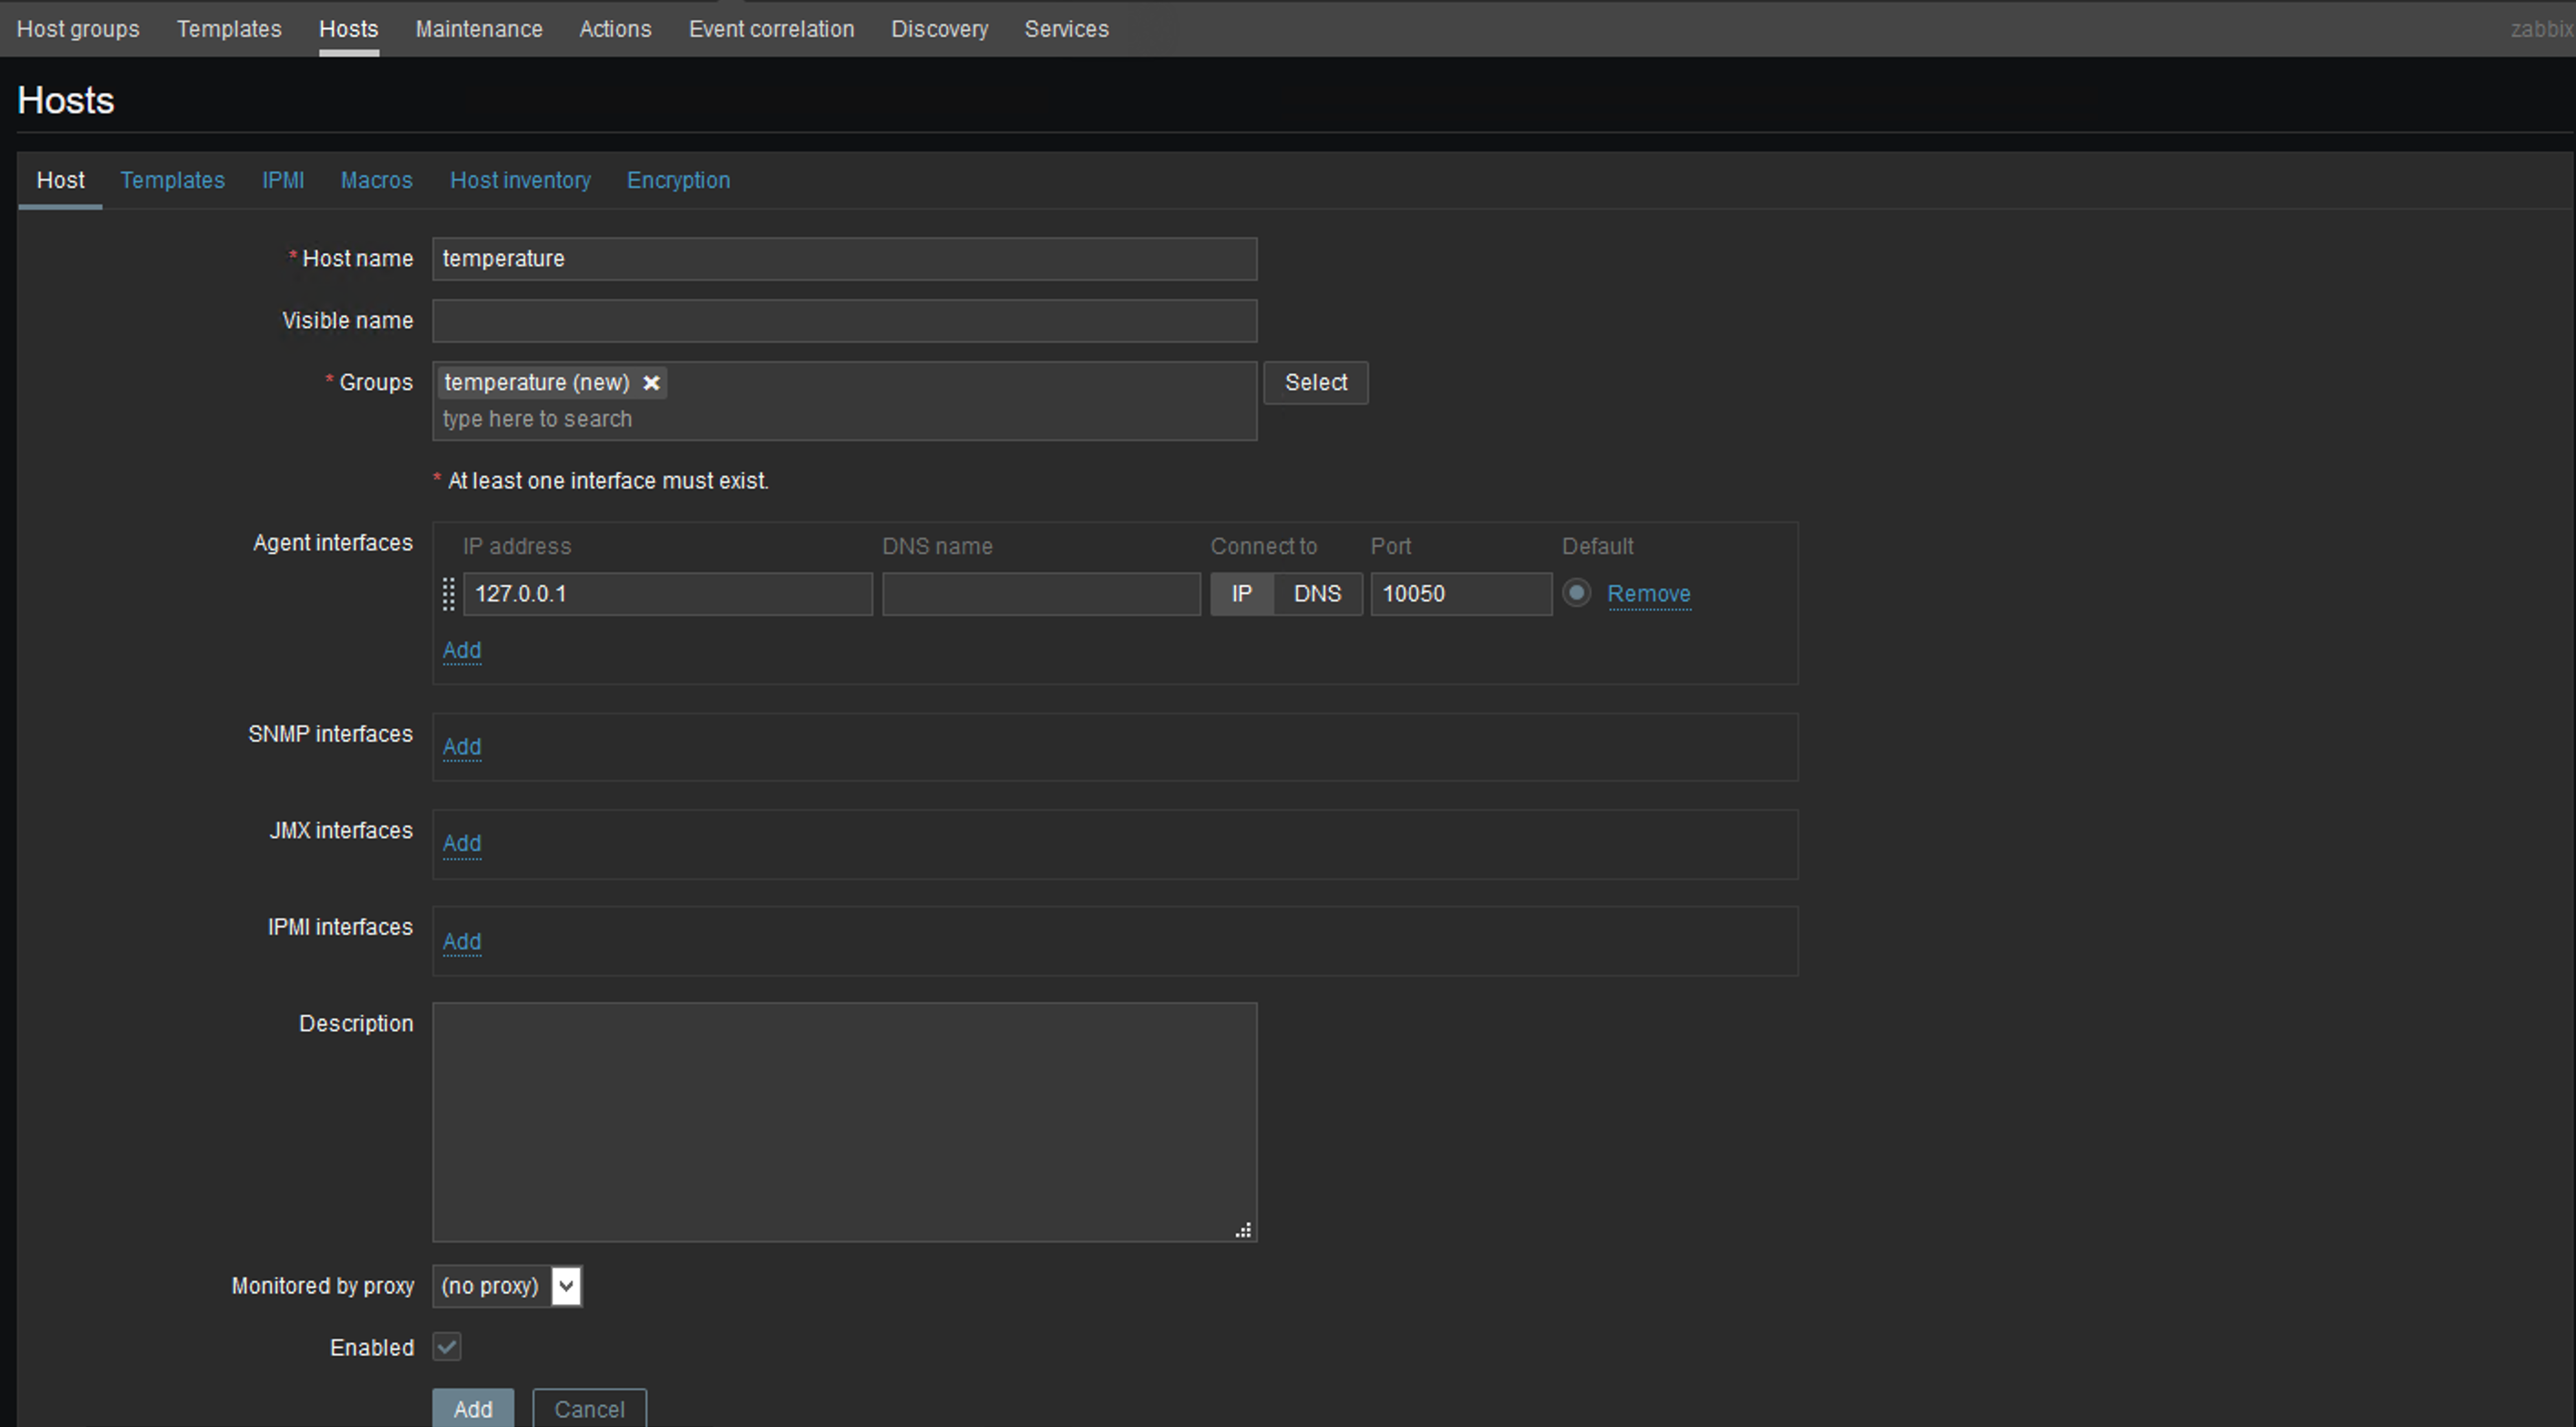 Host groups Templates Hosts Maintenance Actions Event correlation Discovery Services zabbix
Hosts
Host Templates IPMI Macros Host inventory Encryption
* Host name temperature
Visible name
* Groups temperature (new) Select
type here to search
* At least one interface must exist.
Agent interfaces IP address DNS name Connect to Port Default
127.0.0.1 IP DNS 10050 Remove
Add
SNMP interfaces Add
JMX interfaces Add
IPMI interfaces Add
Description
Monitored by proxy (no proxy)
Enabled
Add Cancel